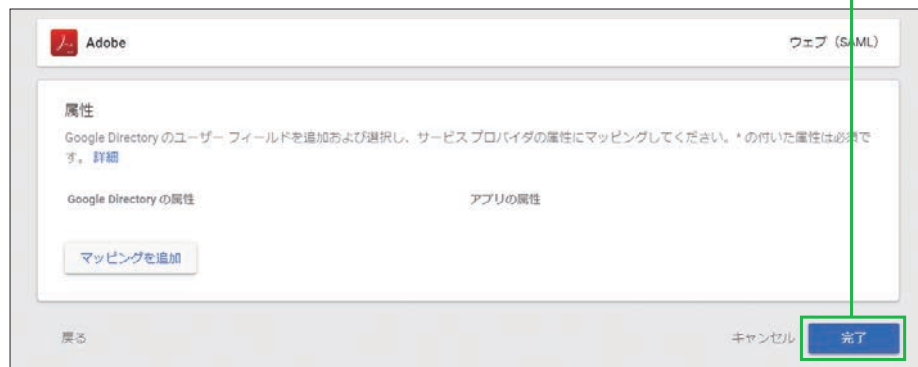 Adobe
ウェブ（SAML）
属性
Google Directory のユーザー フィールドを追加および選択し、サービス プロバイダの属性にマッピングしてください。* の付いた属性は必須で
す。 詳細
Google Directory の属性
アプリの属性
マッピングを追加
戻る
キャンセル
完了